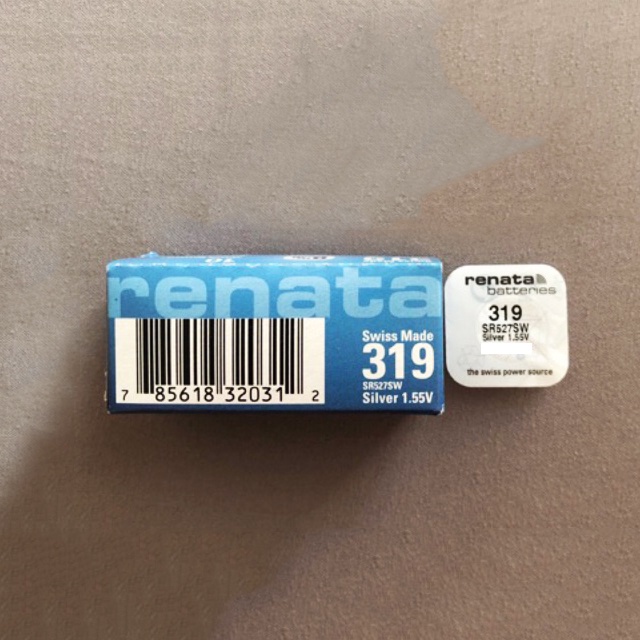 renata
7 85618 32031 2
Swiss Made
319
SR527SW
Silver 1.55V
renata
batteries
319
SR527SW
Silver 1.55V
the swiss power source